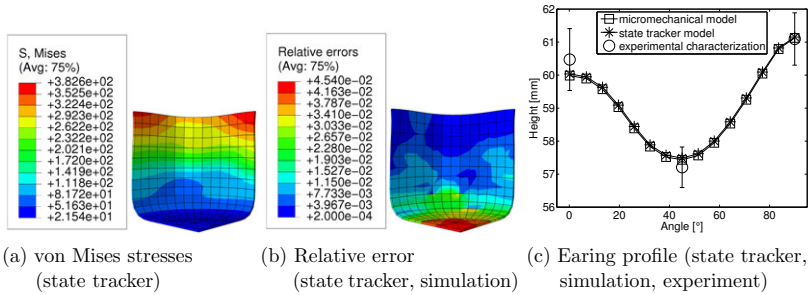 S, Mises
(Avg: 75%)
+3.826e+02
+3.525e+02
+3.224e+02
+2.923e+02
+2.622e+02
+2.322e+02
+2.021e+02
+1.720e+02
+1.419e+02
+1.118e+02
+8.172e+01
+5.163e+01
+2.154e+01
Relative errors
(Avg: 75%)
+4.540e-02
+4.163e-02
+3.787e-02
+3.410e-02
+3.033e-02
+2.657e-02
+2.280e-02
+1.903e-02
+1.527e-02
+1.150e-02
+7.733e-03
+3.967e-03
+2.000e-04
micromechanical model
state tracker model
experimental characterization
Height [mm]
62
61
60
59
58
57
56
0
20
40
60
80
Angle [°]
(a) von Mises stresses
(state tracker)
(b) Relative error
(state tracker, simulation)
(c) Earing profile (state tracker,
simulation, experiment)